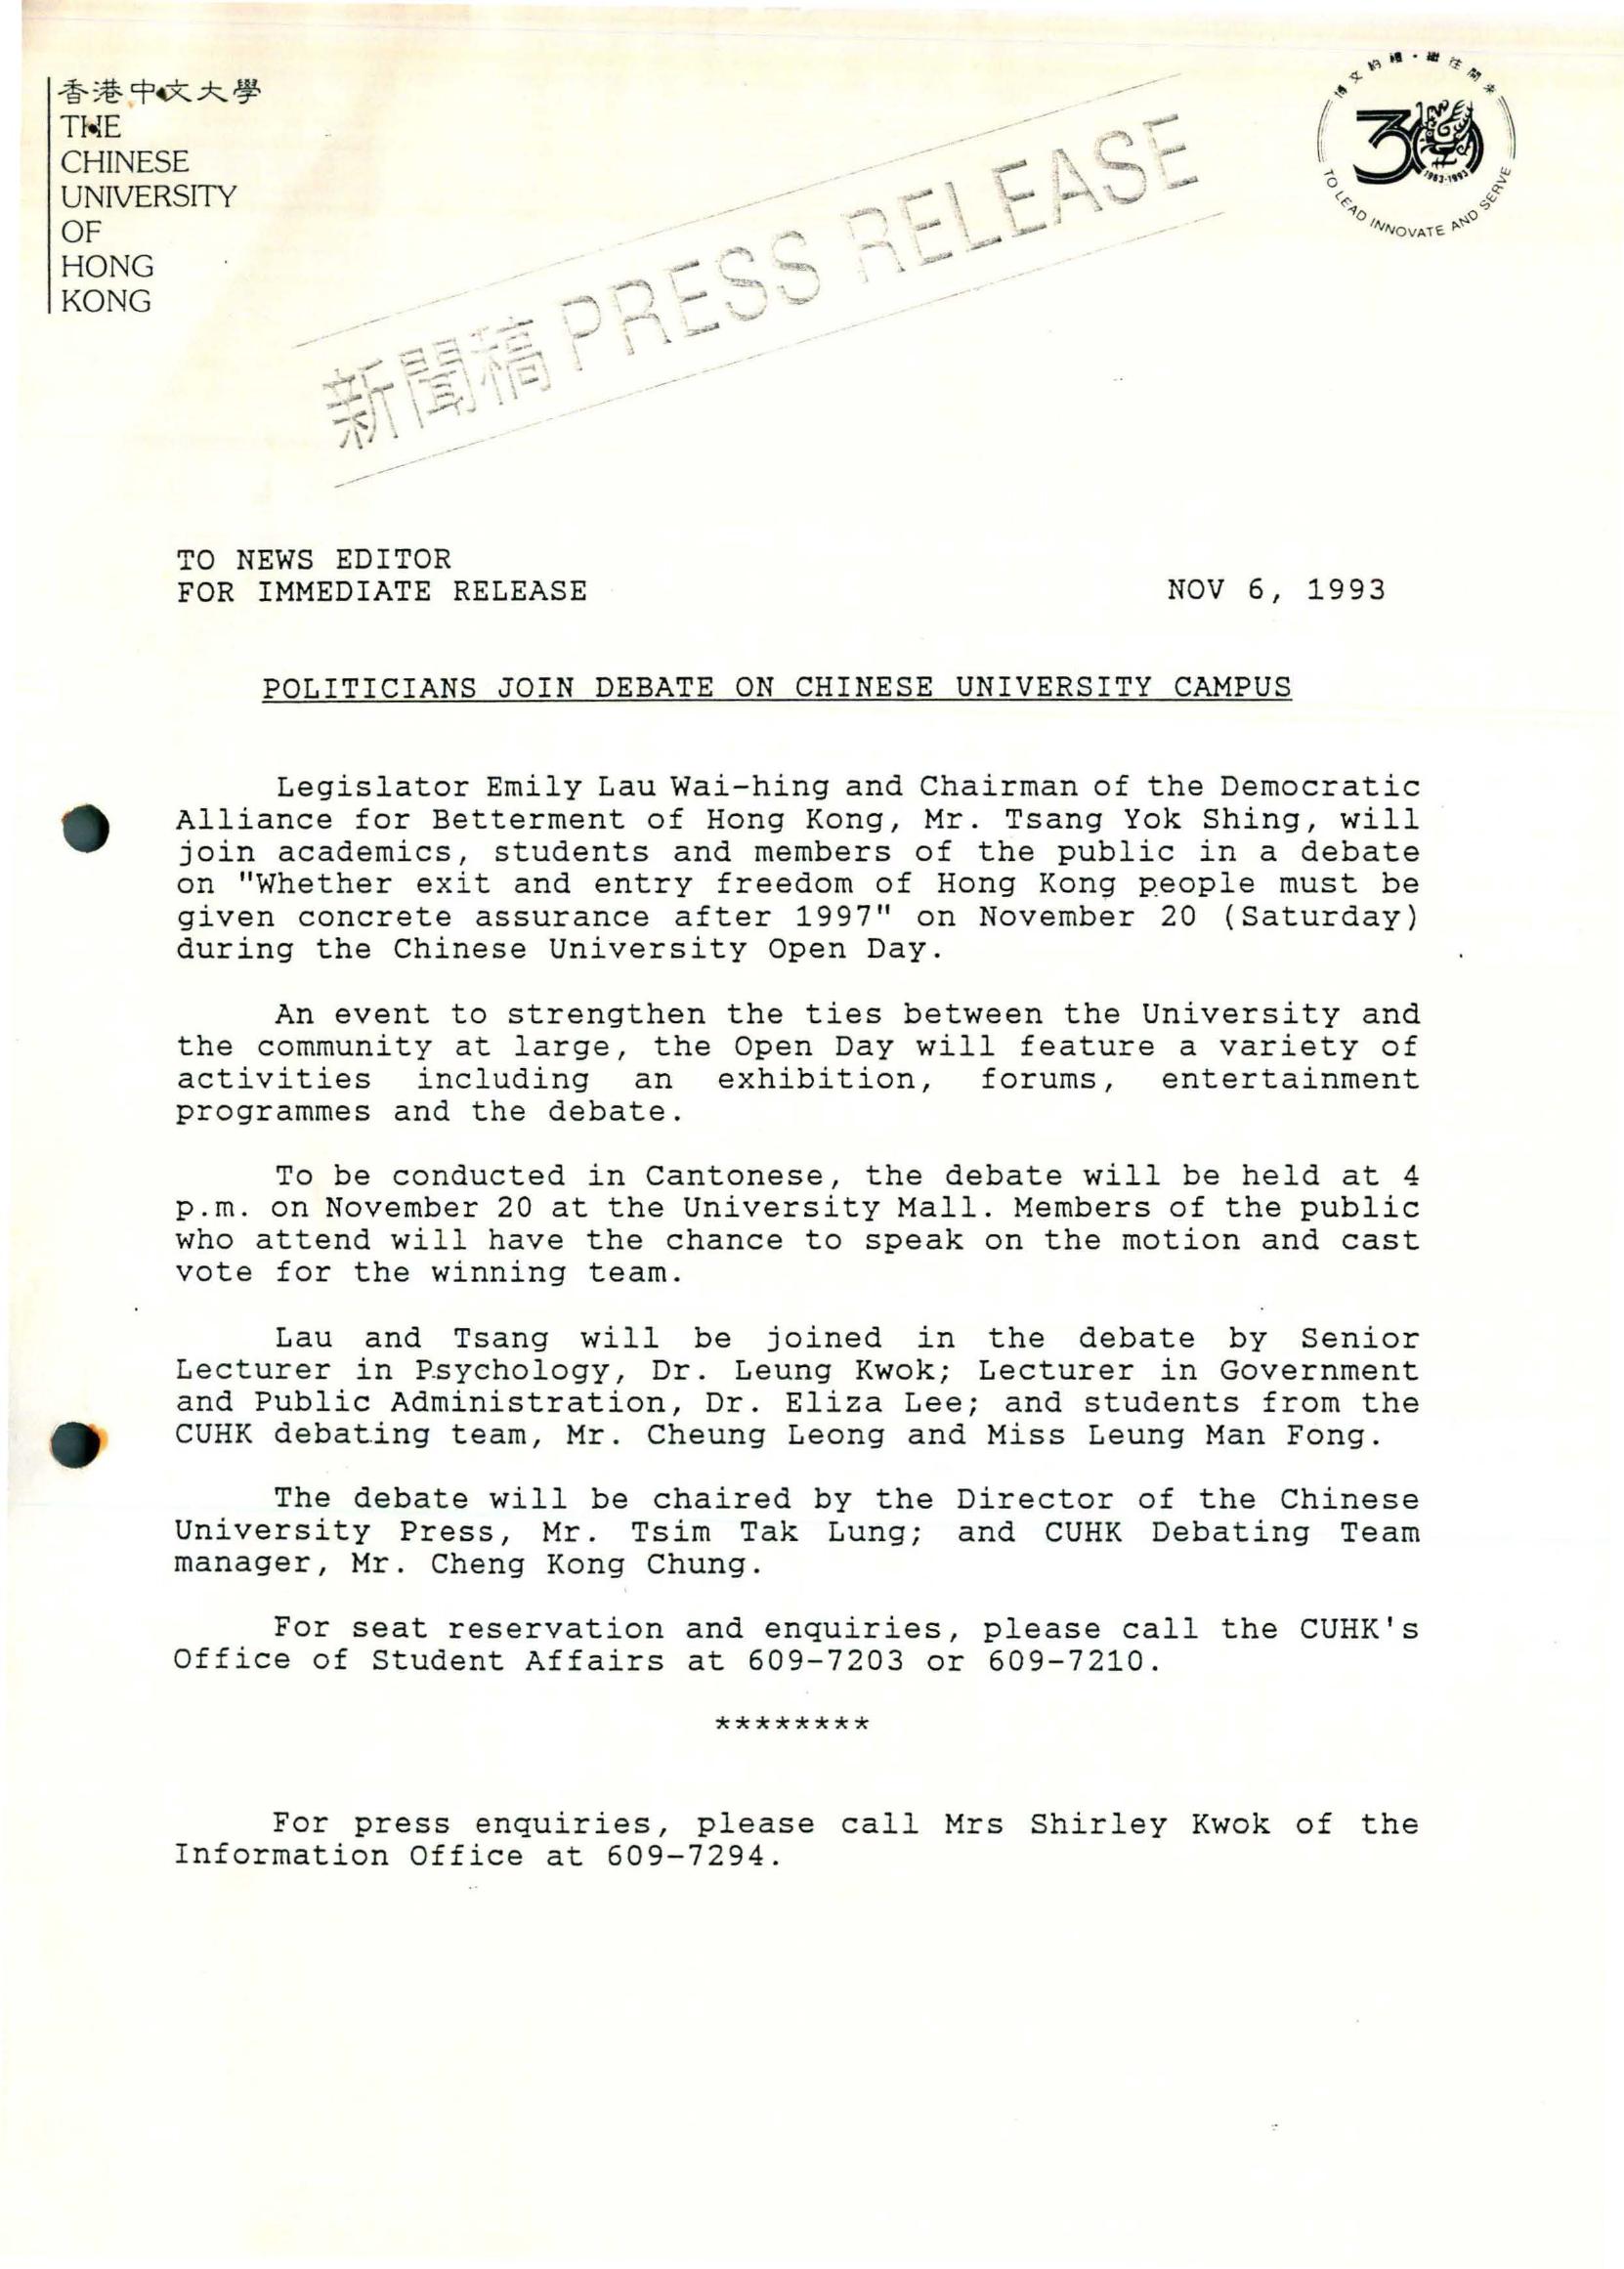 香港中文大學
THE
CHINESE
UNIVERSITY
OF
HONG
KONG
博文約禮・繼往開來
30
1963-1993
TO LEAD INNOVATE AND SERVE
新聞稿 PRESS RELEASE
TO NEWS EDITOR
FOR IMMEDIATE RELEASE NOV 6, 1993
POLITICIANS JOIN DEBATE ON CHINESE UNIVERSITY CAMPUS
Legislator Emily Lau Wai-hing and Chairman of the Democratic
Alliance for Betterment of Hong Kong, Mr. Tsang Yok Shing, will
join academics, students and members of the public in a debate
on "Whether exit and entry freedom of Hong Kong people must be
given concrete assurance after 1997" on November 20 (Saturday)
during the Chinese University Open Day.
An event to strengthen the ties between the University and
the community at large, the Open Day will feature a variety of
activities including an exhibition, forums, entertainment
programmes and the debate.
To be conducted in Cantonese, the debate will be held at 4
p.m. on November 20 at the University Mall. Members of the public
who attend will have the chance to speak on the motion and cast
vote for the winning team.
Lau and Tsang will be joined in the debate by Senior
Lecturer in Psychology, Dr. Leung Kwok; Lecturer in Government
and Public Administration, Dr. Eliza Lee; and students from the
CUHK debating team, Mr. Cheung Leong and Miss Leung Man Fong.
The debate will be chaired by the Director of the Chinese
University Press, Mr. Tsim Tak Lung; and CUHK Debating Team
manager, Mr. Cheng Kong Chung.
For seat reservation and enquiries, please call the CUHK's
Office of Student Affairs at 609-7203 or 609-7210.
********
For press enquiries, please call Mrs Shirley Kwok of the
Information Office at 609-7294.